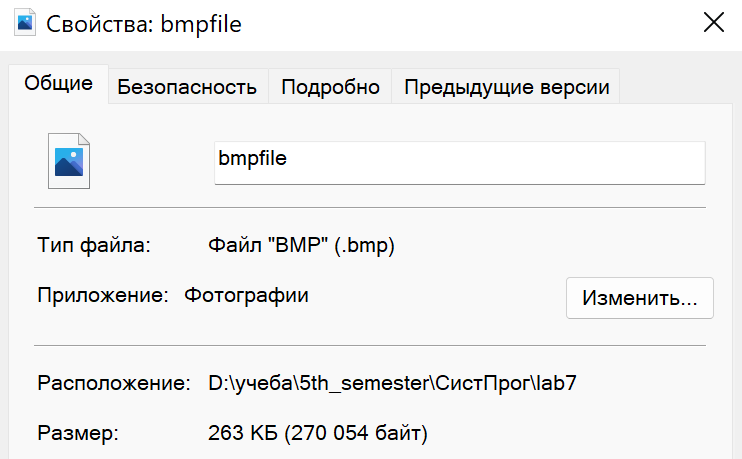 Свойства: bmpfile
Общие Безопасность Подробно Предыдущие версии
bmpfile
Тип файла: Файл "BMP" (.bmp)
Приложение: Фотографии Изменить...
Расположение: D:\учеба\5th_semester\СистПрог\lab7
Размер: 263 КБ (270 054 байт)